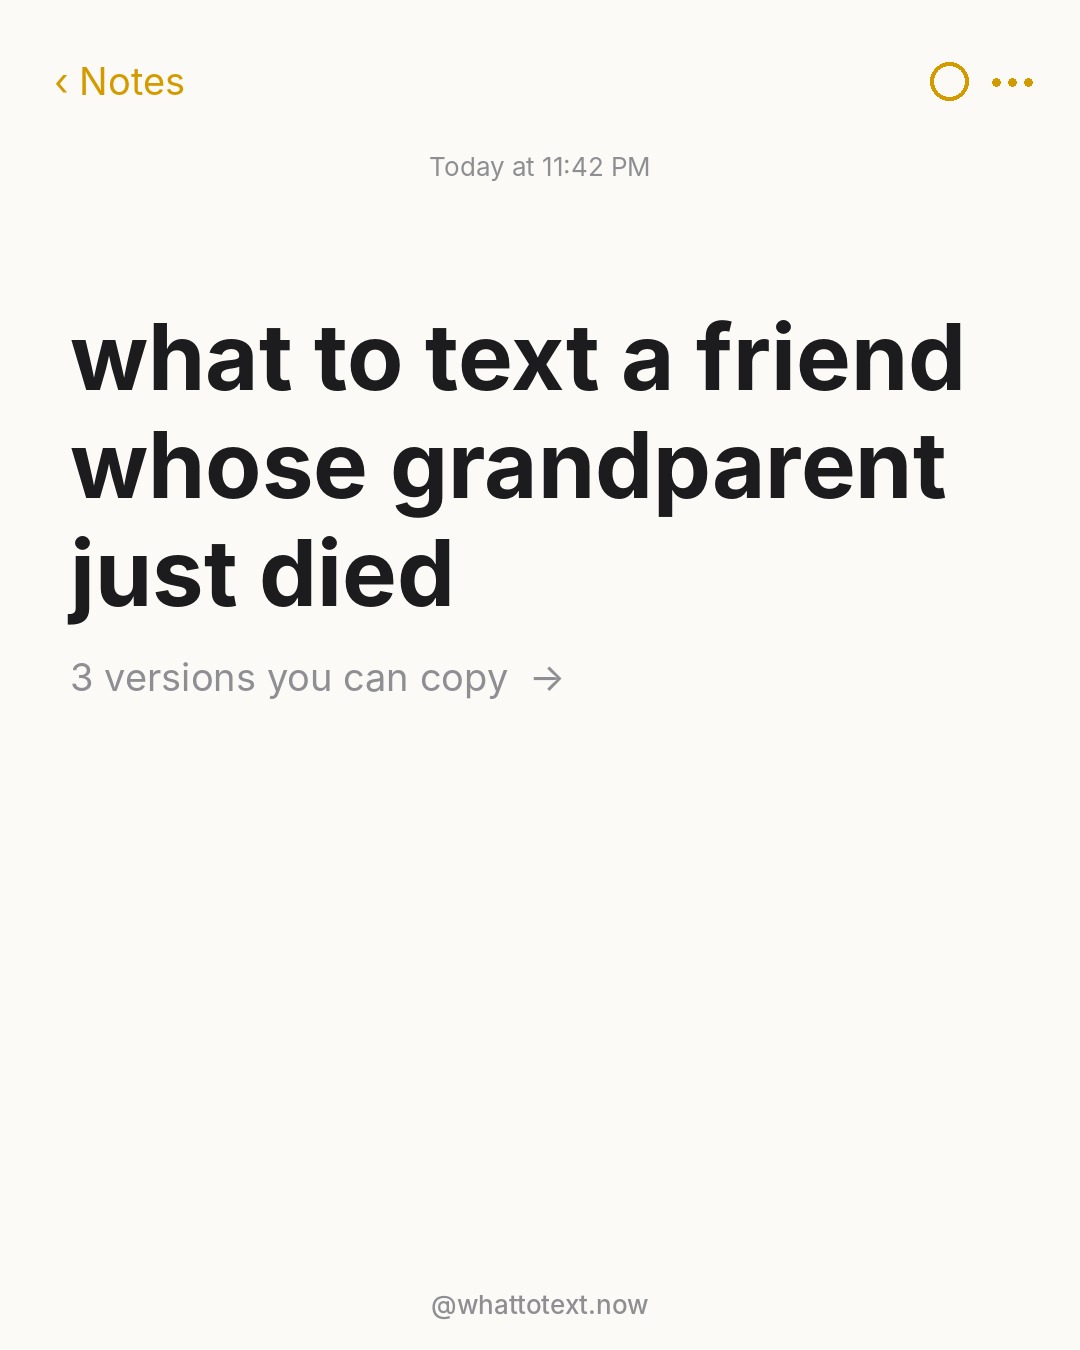 ‹ Notes
Today at 11:42 PM
what to text a friend
whose grandparent
just died
3 versions you can copy →
@whattotext.now